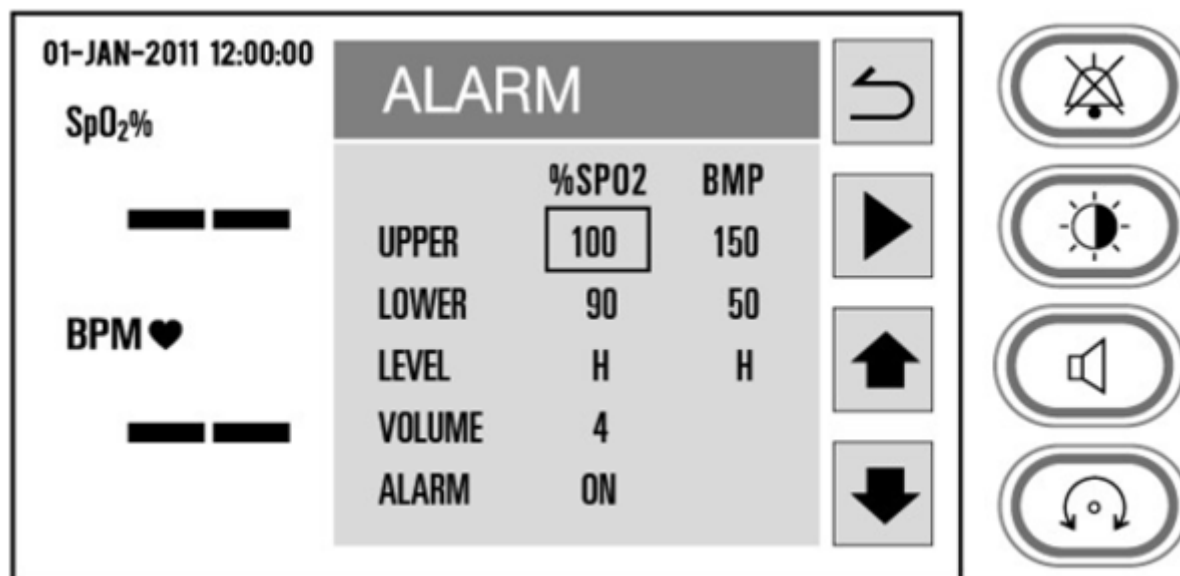 01-JAN-2011 12:00:00
SpO₂%
-- --
BPM♥
-- --
ALARM
%SPO2 BMP
UPPER 100 150
LOWER 90 50
LEVEL H H
VOLUME 4
ALARM ON